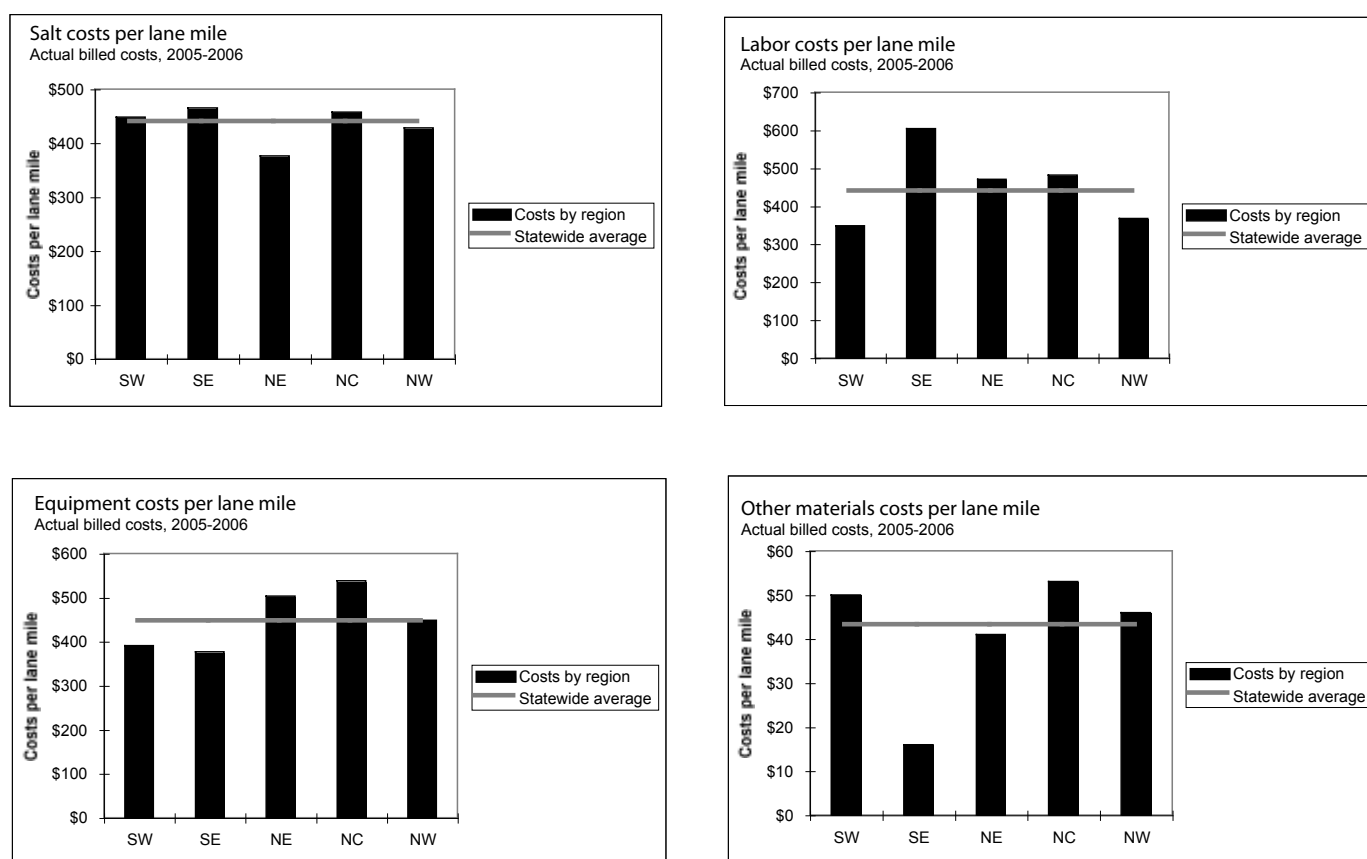 Salt costs per lane mile
Actual billed costs, 2005-2006
$500
$400
$300
$200
$100
$0
Costs per lane mile
SW SE NE NC NW
Costs by region
Statewide average
Labor costs per lane mile
Actual billed costs, 2005-2006
$700
$600
$500
$400
$300
$200
$100
$0
Costs per lane mile
SW SE NE NC NW
Costs by region
Statewide average
Equipment costs per lane mile
Actual billed costs, 2005-2006
$600
$500
$400
$300
$200
$100
$0
Costs per lane mile
SW SE NE NC NW
Costs by region
Statewide average
Other materials costs per lane mile
Actual billed costs, 2005-2006
$60
$50
$40
$30
$20
$10
$0
Costs per lane mile
SW SE NE NC NW
Costs by region
Statewide average